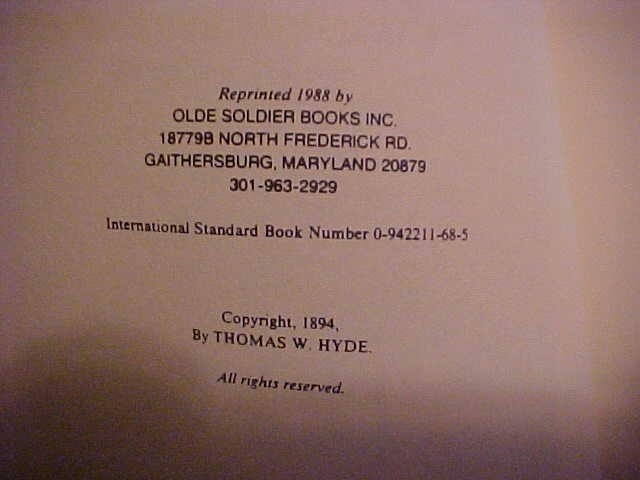 Reprinted 1988 by
OLDE SOLDIER BOOKS INC.
18779B NORTH FREDERICK RD.
GAITHERSBURG, MARYLAND 20879
301-963-2929
International Standard Book Number 0-942211-68-5
Copyright, 1894,
By THOMAS W. HYDE.
All rights reserved.